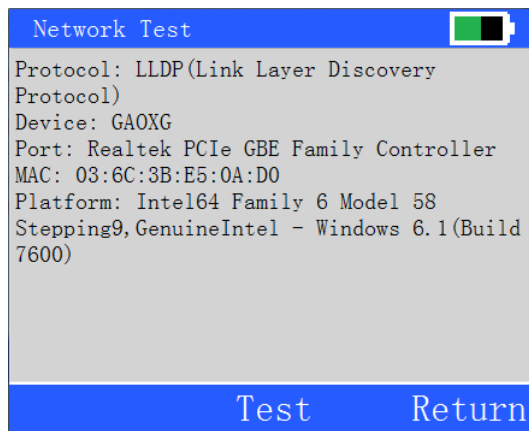 Network Test
Protocol: LLDP(Link Layer Discovery
Protocol)
Device: GAOXG
Port: Realtek PCIe GBE Family Controller
MAC: 03:6C:3B:E5:0A:D0
Platform: Intel64 Family 6 Model 58
Stepping9,GenuineIntel - Windows 6.1(Build
7600)
Test Return